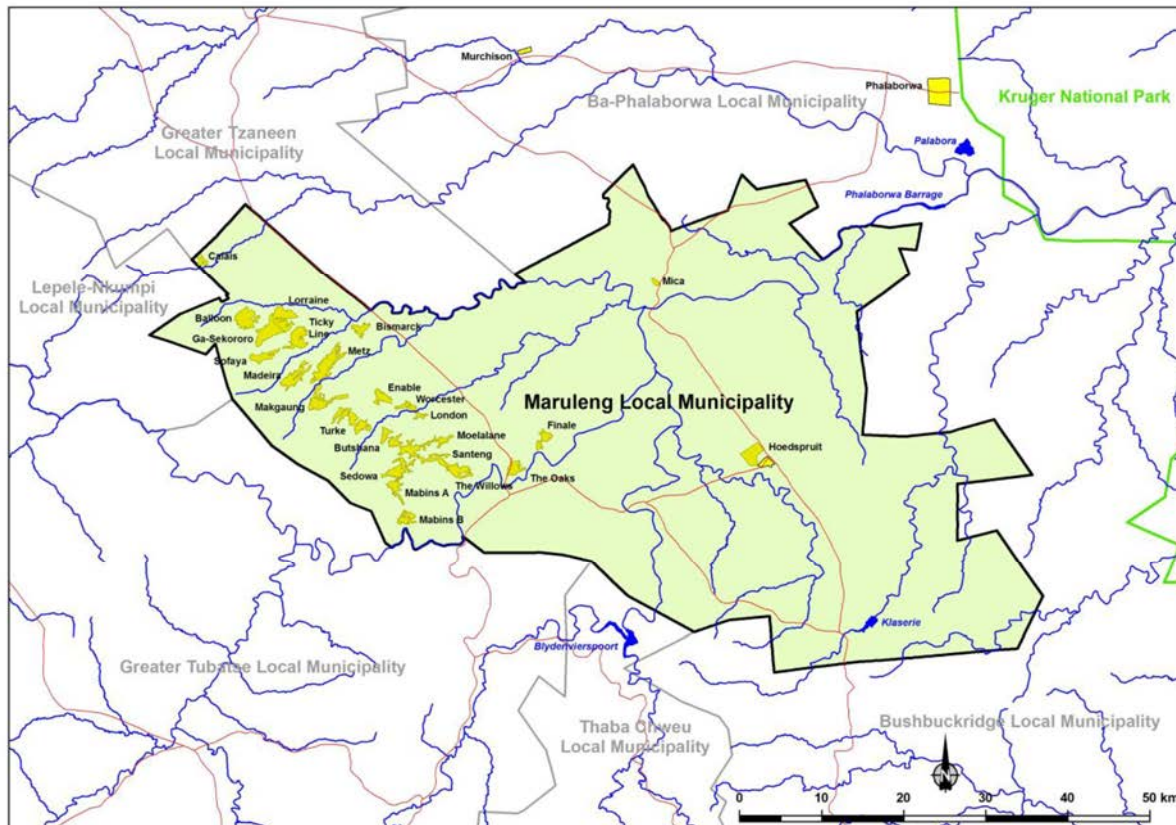 Murchison
Phalaborwa
Ba-Phalaborwa Local Municipality
Kruger National Park
Greater Tzaneen
Local Municipality
Palabora
Phalaborwa Barrage
Calais
Lepele-Nkumpi
Local Municipality
Mica
Lorraine
Balloon
Ticky
Line
Bismarck
Ga-Sekororo
Metz
Sofaya
Madeira
Enable
Worcester
Makgaung
London
Maruleng Local Municipality
Turke
Finale
Moelalane
Butshana
Hoedspruit
Santeng
Sedowa
The Willows
The Oaks
Mabins A
Mabins B
Klaserie
Blyderivierspoort
Greater Tubatse Local Municipality
Thaba Chweu
Local Municipality
Bushbuckridge Local Municipality
N
0 10 20 30 40 50 km